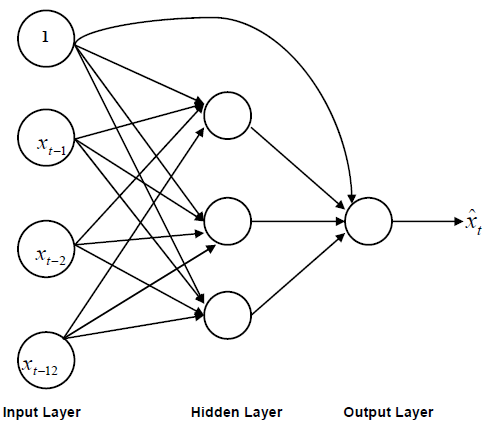 1
x_{t-1}
x_{t-2}
x_{t-12}
x̂_t
Input Layer Hidden Layer Output Layer